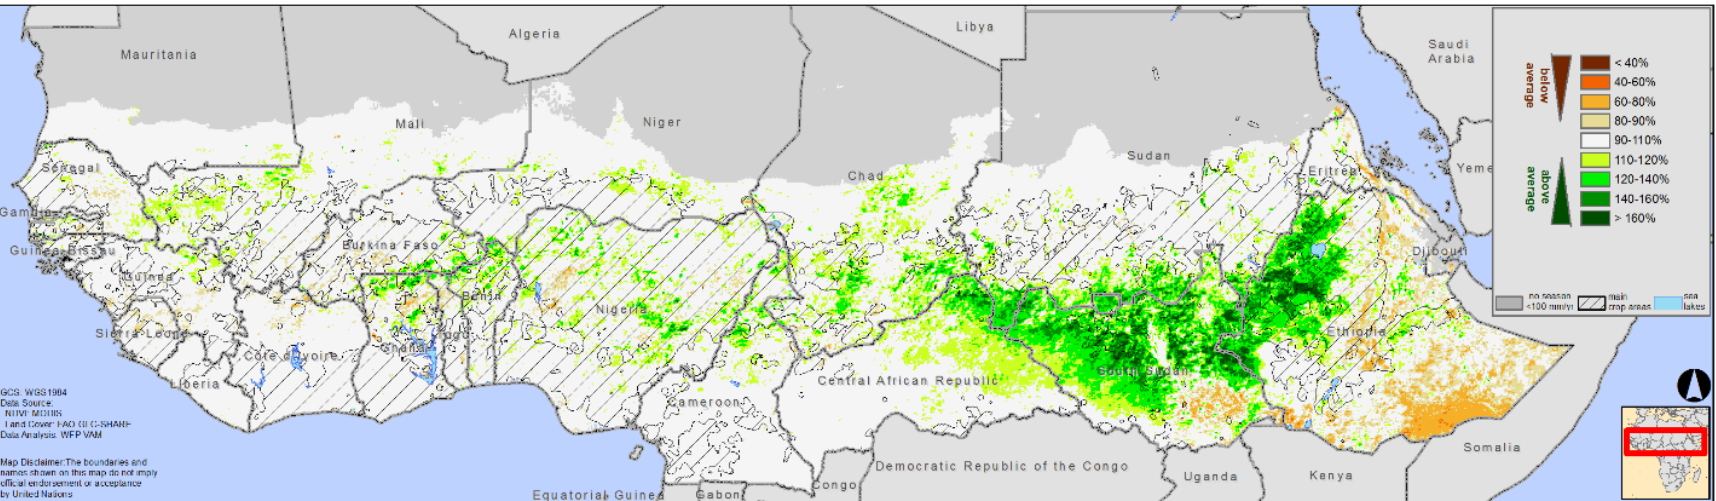 Mauritania
Algeria
Libya
Saudi
Arabia
Mali
Niger
Chad
Sudan
Eritrea
Yeme
Senegal
Gambia
Guinea-Bissau
Guinea
Burkina Faso
Benin
Nigeria
Togo
Ghana
Sierra Leone
Côte d'Ivoire
Liberia
Cameroon
Central African Republic
South Sudan
Ethiopia
Djibouti
Somalia
Democratic Republic of the Congo
Uganda
Kenya
Congo
Gabon
Equatorial Guinea
below
average
above
average
< 40%
40-60%
60-80%
80-90%
90-110%
110-120%
120-140%
140-160%
> 160%
no season
<100 mm/yr
main
crop areas
sea
lakes
GCS: WGS1984
Data Source:
NDVI: MODIS
Land Cover: FAO GLC-SHARE
Data Analysis: WFP VAM
Map Disclaimer:The boundaries and
names shown on this map do not imply
official endorsement or acceptance
by United Nations